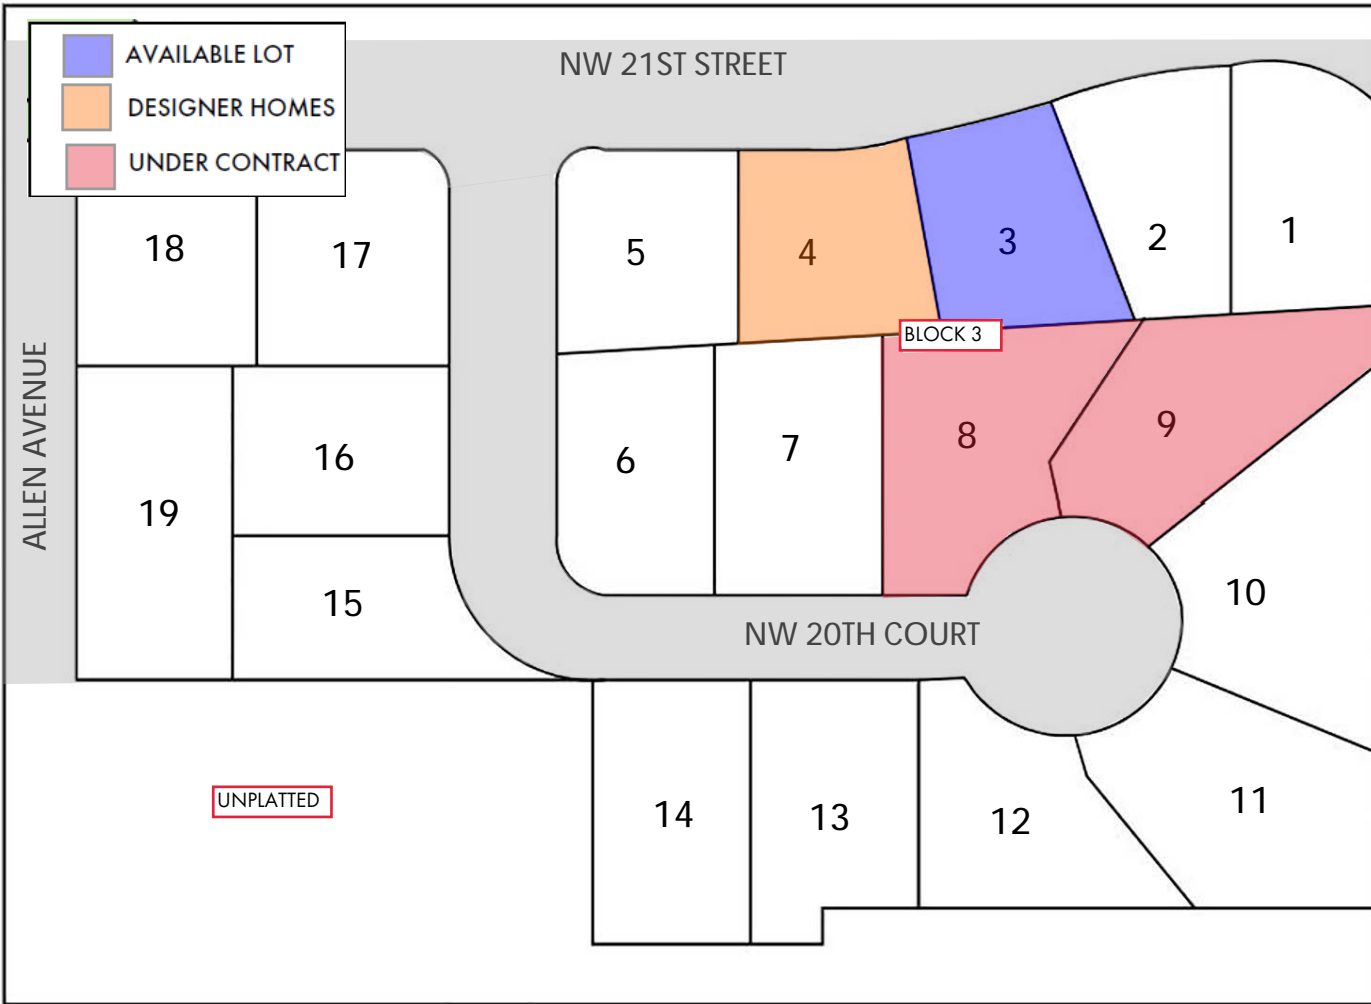 AVAILABLE LOT
DESIGNER HOMES
UNDER CONTRACT
NW 21ST STREET
ALLEN AVENUE
18
17
5
4
3
2
1
BLOCK 3
16
19
15
6
7
8
9
10
NW 20TH COURT
UNPLATTED
14
13
12
11